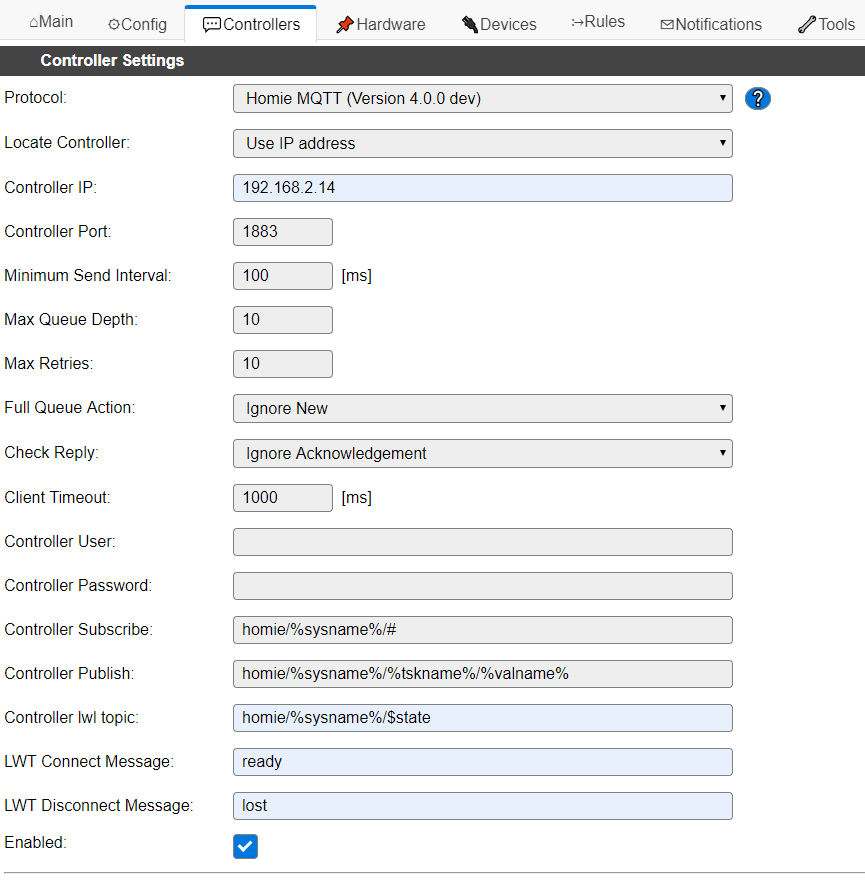 Main Config Controllers Hardware Devices Rules Notifications Tools
Controller Settings
Protocol: Homie MQTT (Version 4.0.0 dev) ?
Locate Controller: Use IP address
Controller IP: 192.168.2.14
Controller Port: 1883
Minimum Send Interval: 100 [ms]
Max Queue Depth: 10
Max Retries: 10
Full Queue Action: Ignore New
Check Reply: Ignore Acknowledgement
Client Timeout: 1000 [ms]
Controller User:
Controller Password:
Controller Subscribe: homie/%sysname%/#
Controller Publish: homie/%sysname%/%tskname%/%valname%
Controller lwl topic: homie/%sysname%/$state
LWT Connect Message: ready
LWT Disconnect Message: lost
Enabled: